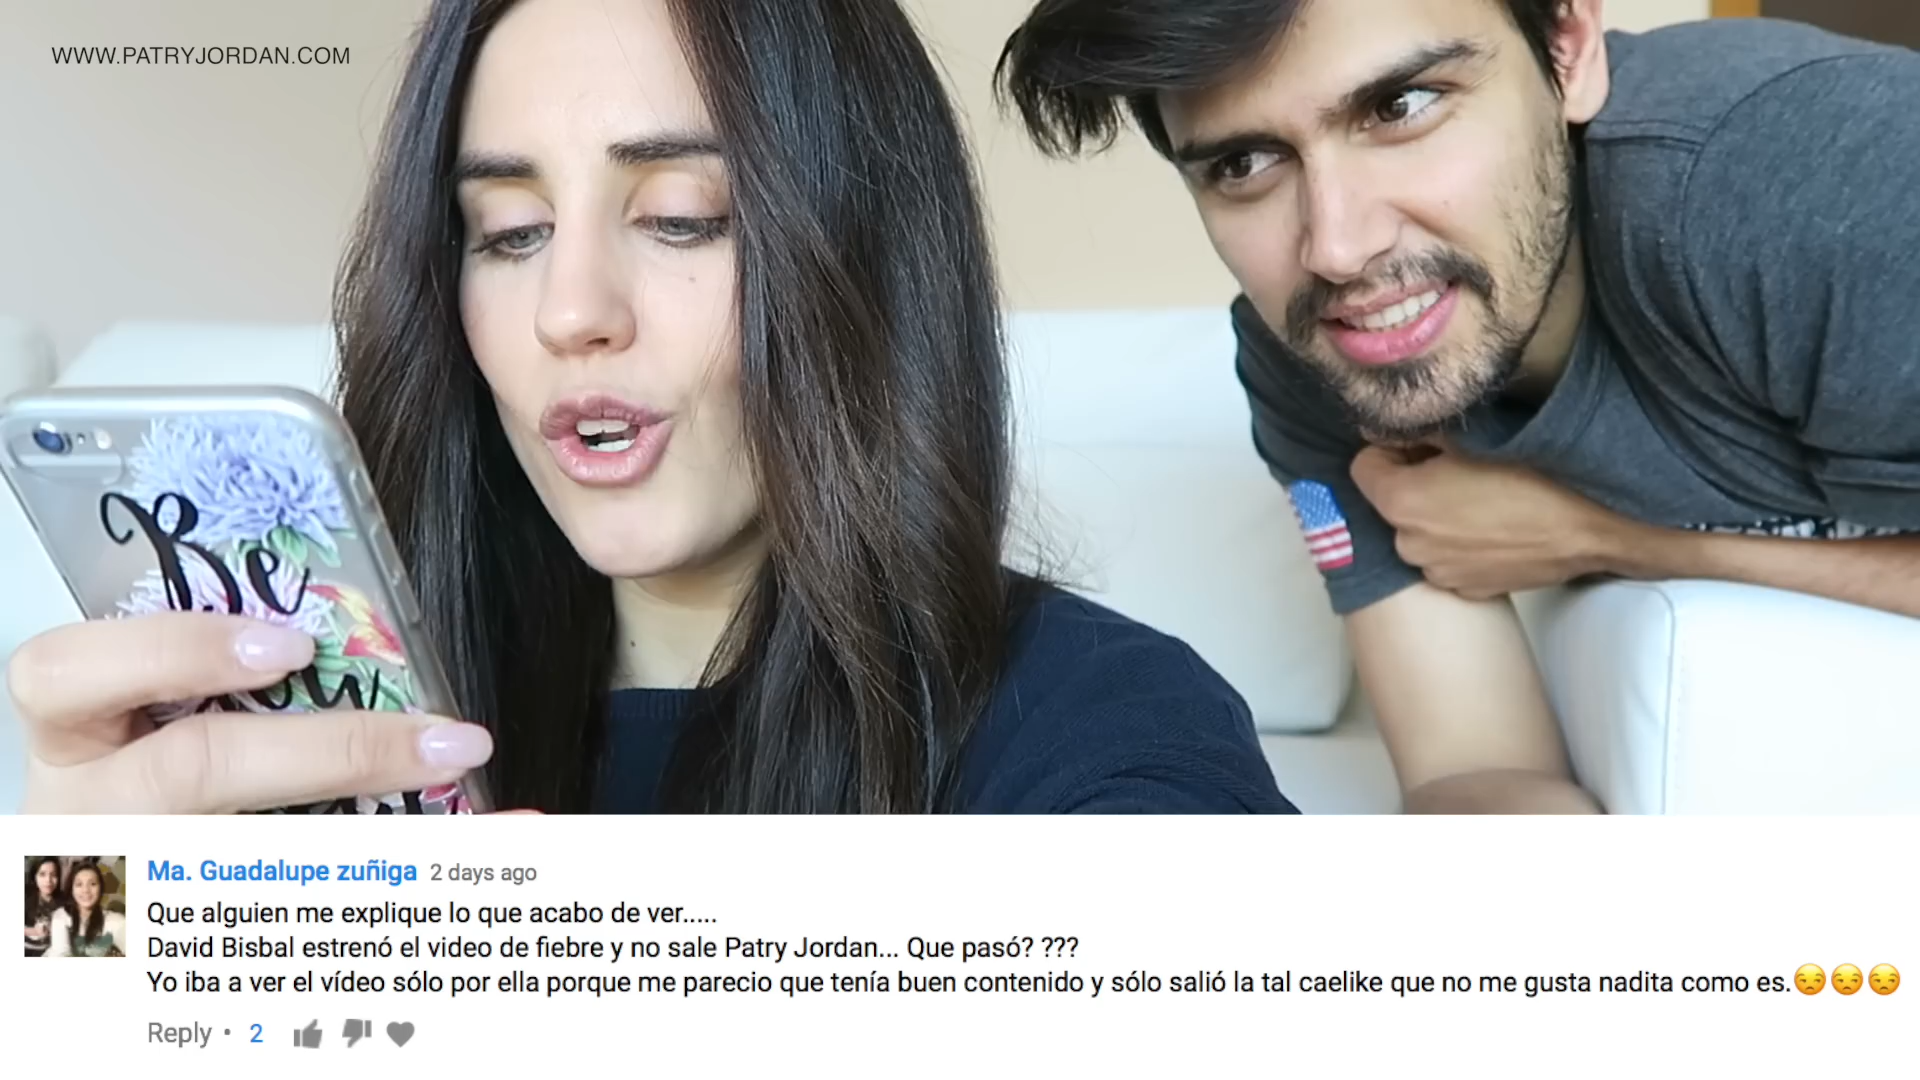 WWW.PATRYJORDAN.COM
Be
Ma. Guadalupe zuñiga 2 days ago
Que alguien me explique lo que acabo de ver.....
David Bisbal estrenó el video de fiebre y no sale Patry Jordan... Que pasó? ???
Yo iba a ver el vídeo sólo por ella porque me parecio que tenía buen contenido y sólo salió la tal caelike que no me gusta nadita como es.😒😒😒
Reply • 2